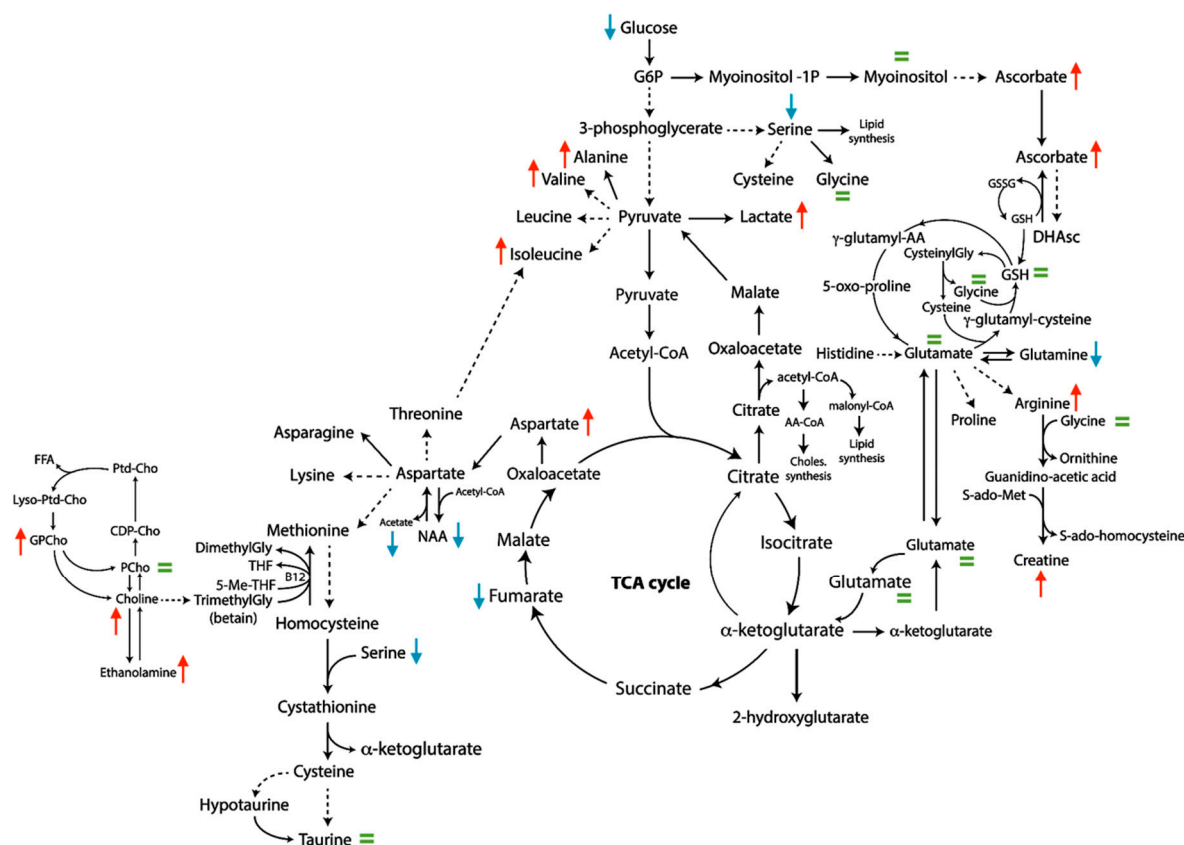 Glucose
=
G6P
Myoinositol -1P
Myoinositol
Ascorbate
3-phosphoglycerate
Serine
Lipid
synthesis
Alanine
Valine
Cysteine
Glycine
=
Ascorbate
GSSG
GSH
DHAsc
Leucine
Pyruvate
Lactate
Isoleucine
γ-glutamyl-AA
CysteinylGly
GSH =
5-oxo-proline
=
Glycine
Cysteine
γ-glutamyl-cysteine
Pyruvate
Malate
Acetyl-CoA
Oxaloacetate
Histidine
=
Glutamate
Glutamine
acetyl-CoA
malonyl-CoA
Citrate
AA-CoA
Lipid
synthesis
Choles.
synthesis
Proline
Arginine
Glycine =
Ornithine
Guanidino-acetic acid
S-ado-Met
S-ado-homocysteine
Creatine
Threonine
Asparagine
Aspartate
Lysine
Aspartate
Oxaloacetate
Acetyl-CoA
Citrate
Acetate
NAA
Methionine
Malate
Isocitrate
Glutamate
=
FFA
Ptd-Cho
Lyso-Ptd-Cho
GPCho
CDP-Cho
PCho =
Choline
Ethanolamine
DimethylGly
THF
B12
5-Me-THF
TrimethylGly
(betain)
TCA cycle
Fumarate
Glutamate
=
Homocysteine
α-ketoglutarate
α-ketoglutarate
Serine
Succinate
Cystathionine
2-hydroxyglutarate
α-ketoglutarate
Cysteine
Hypotaurine
Taurine =